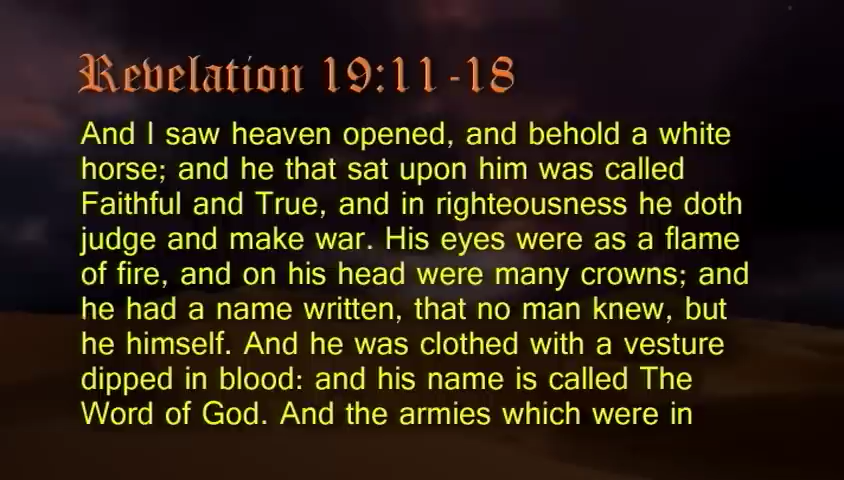 Revelation 19:11-18
And I saw heaven opened, and behold a white
horse; and he that sat upon him was called
Faithful and True, and in righteousness he doth
judge and make war. His eyes were as a flame
of fire, and on his head were many crowns; and
he had a name written, that no man knew, but
he himself. And he was clothed with a vesture
dipped in blood: and his name is called The
Word of God. And the armies which were in